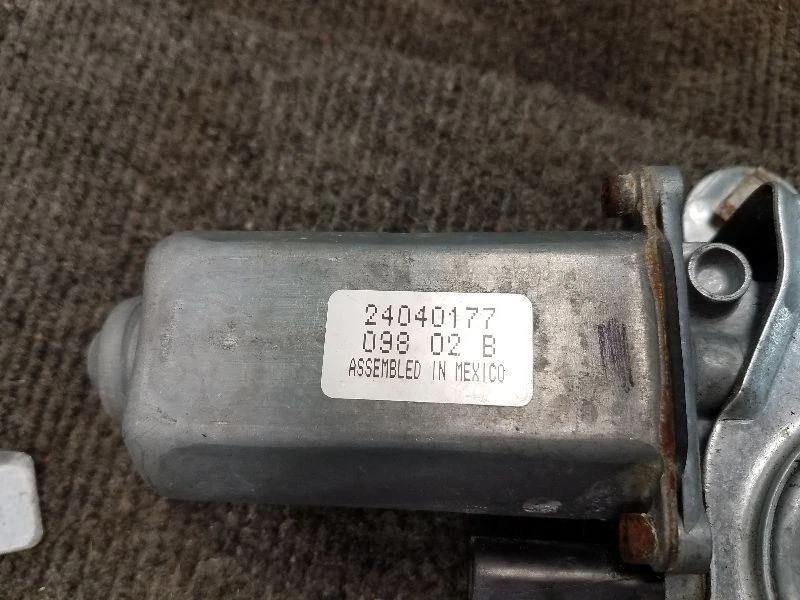 24040177
098 02 B
ASSEMBLED IN MEXICO